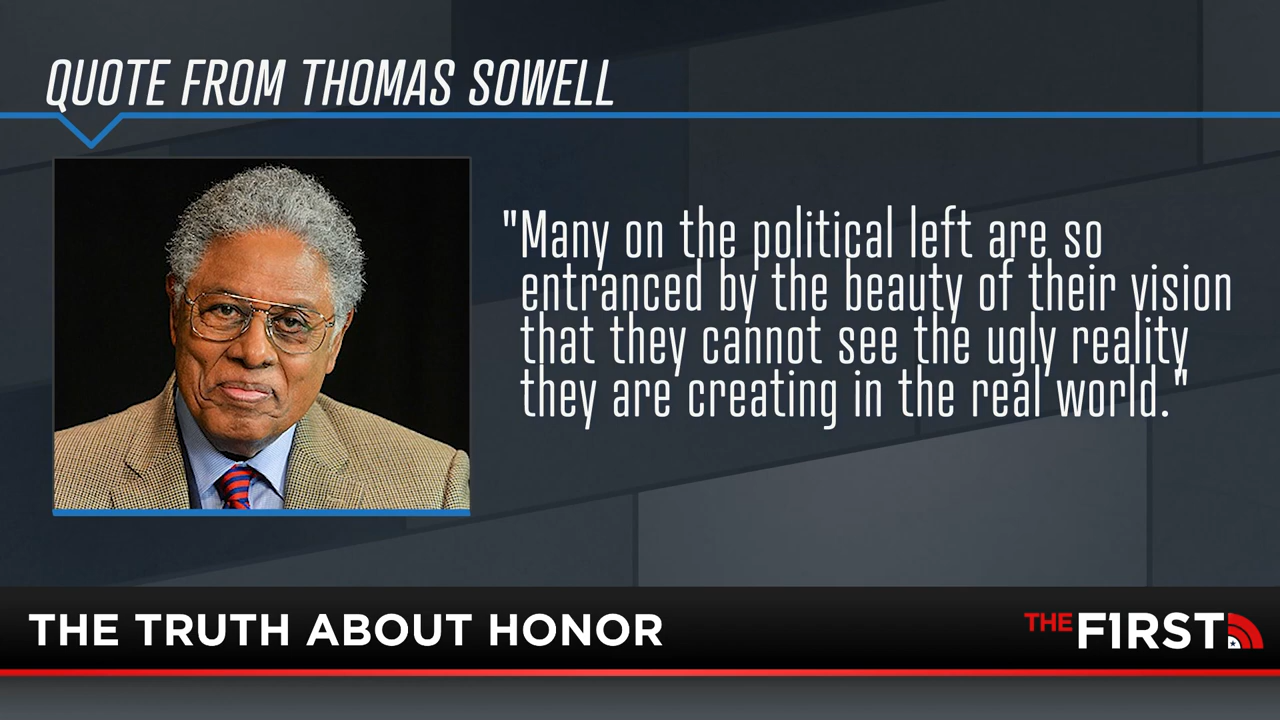 QUOTE FROM THOMAS SOWELL
"Many on the political left are so
entranced by the beauty of their vision
that they cannot see the ugly reality
they are creating in the real world."
THE TRUTH ABOUT HONOR
THE FIRST